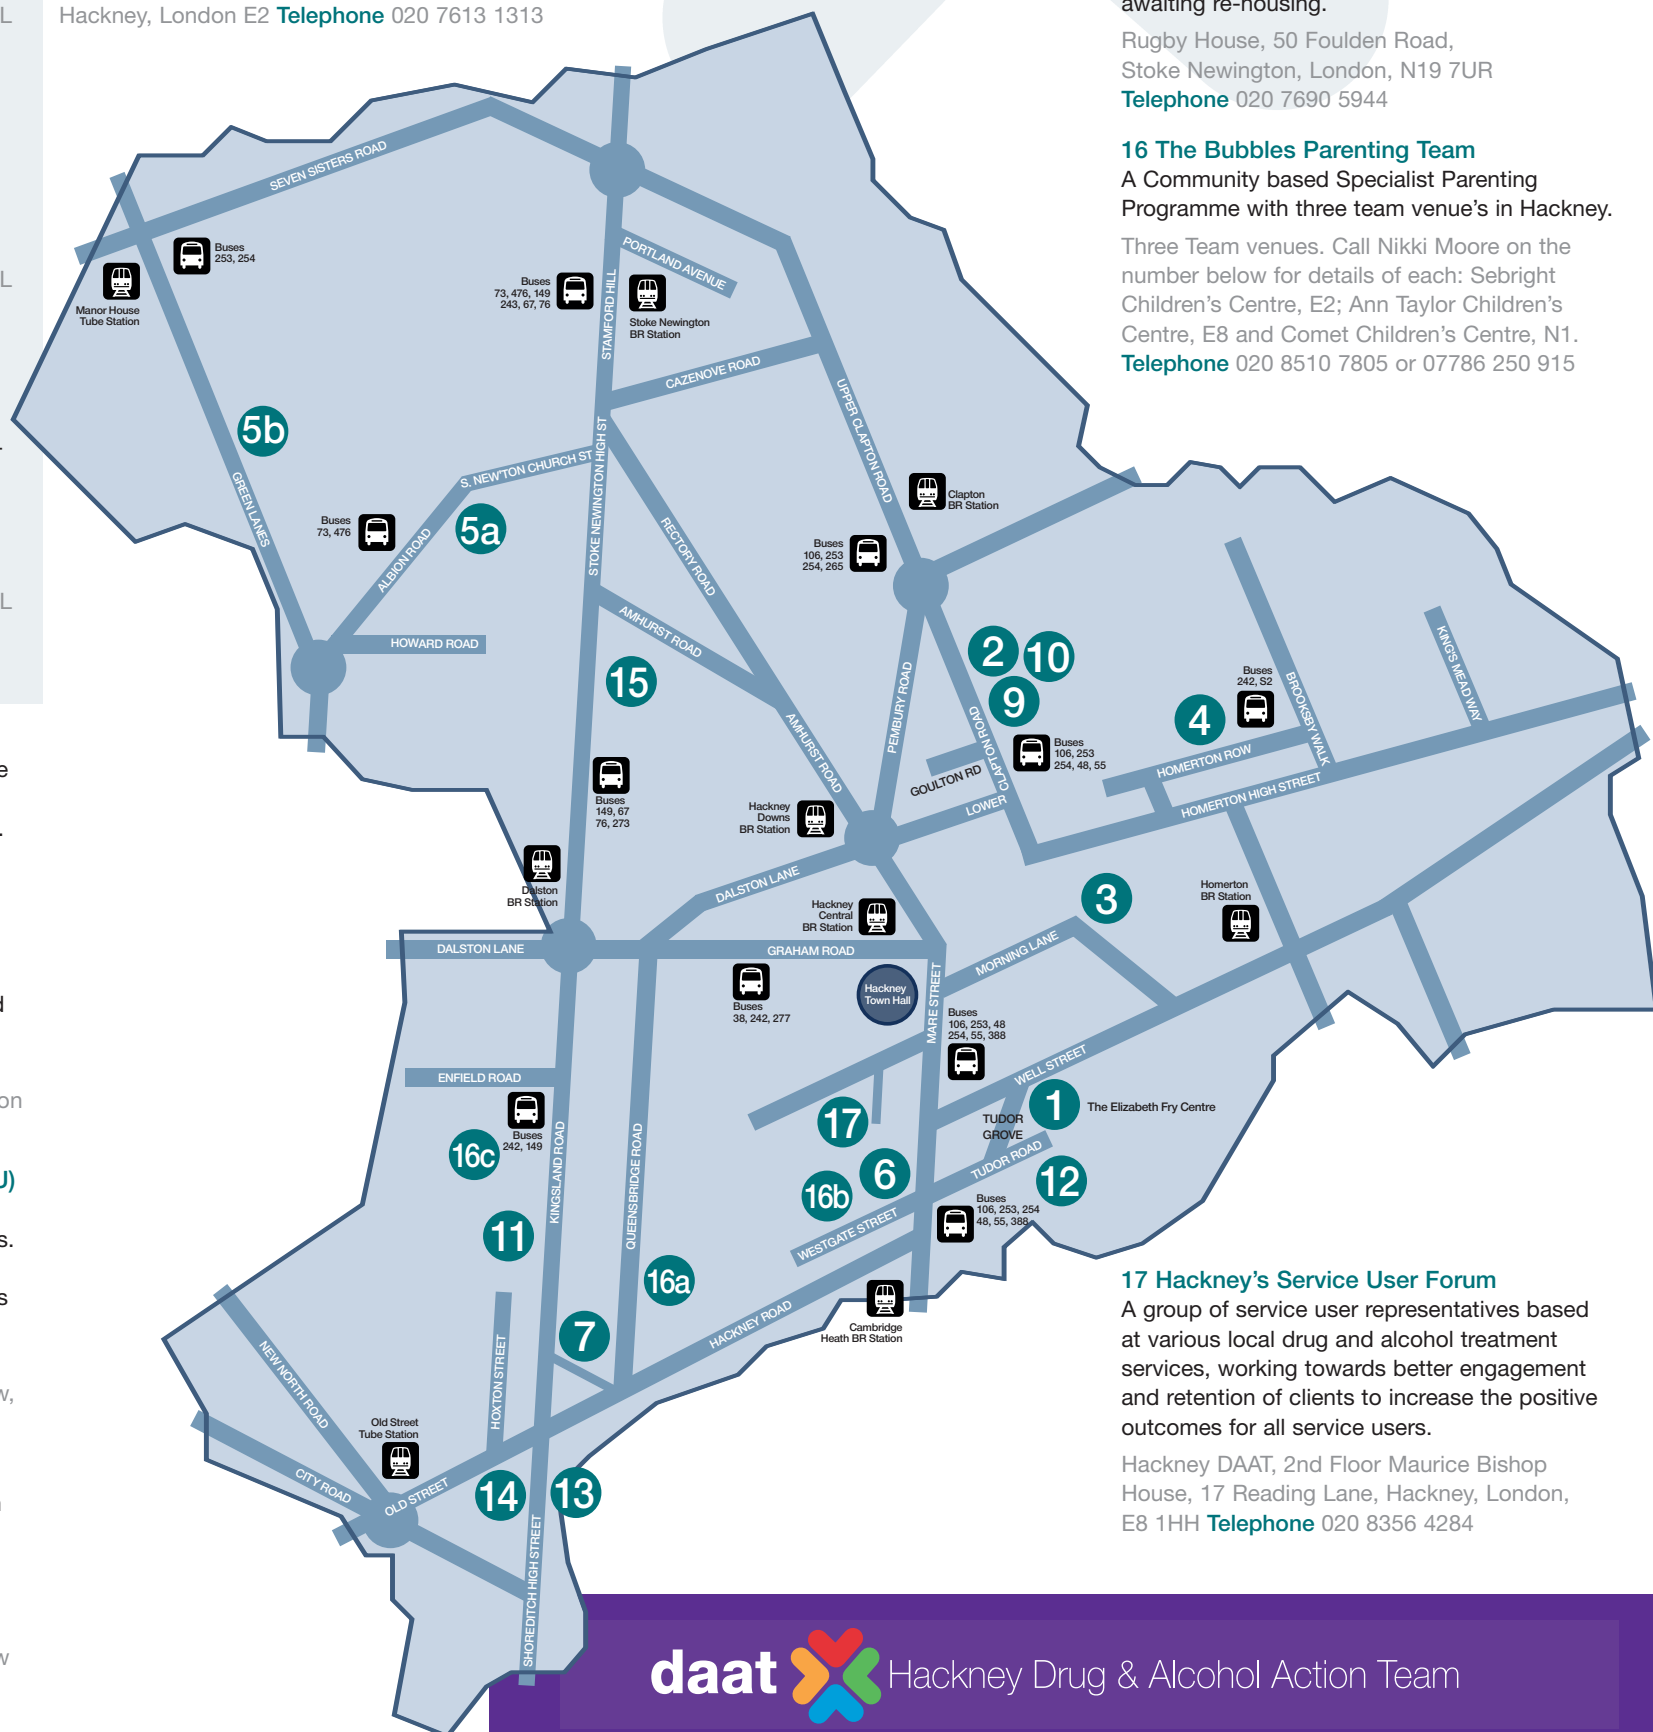 L
Hackney, London E2 Telephone 020 7613 1313
awaiting re-housing.
Rugby House, 50 Foulden Road,
Stoke Newington, London, N19 7UR
Telephone 020 7690 5944
16 The Bubbles Parenting Team
A Community based Specialist Parenting
Programme with three team venue's in Hackney.
Three Team venues. Call Nikki Moore on the
number below for details of each: Sebright
Children's Centre, E2; Ann Taylor Children's
Centre, E8 and Comet Children's Centre, N1.
Telephone 020 8510 7805 or 07786 250 915
SEVEN SISTERS ROAD
Buses
253, 254
Manor House
Tube Station
L
PORTLAND AVENUE
Buses
73, 476, 149
243, 67, 76
STAMFORD HILL
Stoke Newington
BR Station
CAZENOVE ROAD
UPPER CLAPTON ROAD
5b
GREEN LANES
S. NEW'TON CHURCH ST
STOKE NEWINGTON HIGH ST
Buses
73, 476
5a
ALBION ROAD
RECTORY ROAD
Clapton
BR Station
Buses
106, 253
254, 265
L
HOWARD ROAD
AMHURST ROAD
15
2
10
9
PEMBURY ROAD
CLAPTON ROAD
Buses
242, S2
4
BROOKSBY WALK
KING'S MEAD WAY
AMHURST ROAD
Buses
106, 253
254, 48, 55
GOULTON RD
LOWER
HOMERTON ROW
HOMERTON HIGH STREET
e
Buses
149, 67
76, 273
Hackney
Downs
BR Station
Dalston
BR Station
DALSTON LANE
Hackney
Central
BR Station
3
Homerton
BR Station
DALSTON LANE
GRAHAM ROAD
MORNING LANE
d
Buses
38, 242, 277
Hackney
Town Hall
MARE STREET
Buses
106, 253, 48
254, 55, 388
WELL STREET
ENFIELD ROAD
on
Buses
242, 149
17
1
The Elizabeth Fry Centre
TUDOR
GROVE
16c
KINGSLAND ROAD
QUEENSBRIDGE ROAD
6
TUDOR ROAD
U)
16b
12
Buses
106, 253, 254
48, 55, 388
s.
11
WESTGATE STREET
16a
s
HACKNEY ROAD
Cambridge
Heath BR Station
7
NEW NORTH ROAD
HOXTON STREET
w,
Old Street
Tube Station
CITY ROAD
OLD STREET
14
13
SHOREDITCH HIGH STREET
w
17 Hackney's Service User Forum
A group of service user representatives based
at various local drug and alcohol treatment
services, working towards better engagement
and retention of clients to increase the positive
outcomes for all service users.
Hackney DAAT, 2nd Floor Maurice Bishop
House, 17 Reading Lane, Hackney, London,
E8 1HH Telephone 020 8356 4284
daat Hackney Drug & Alcohol Action Team